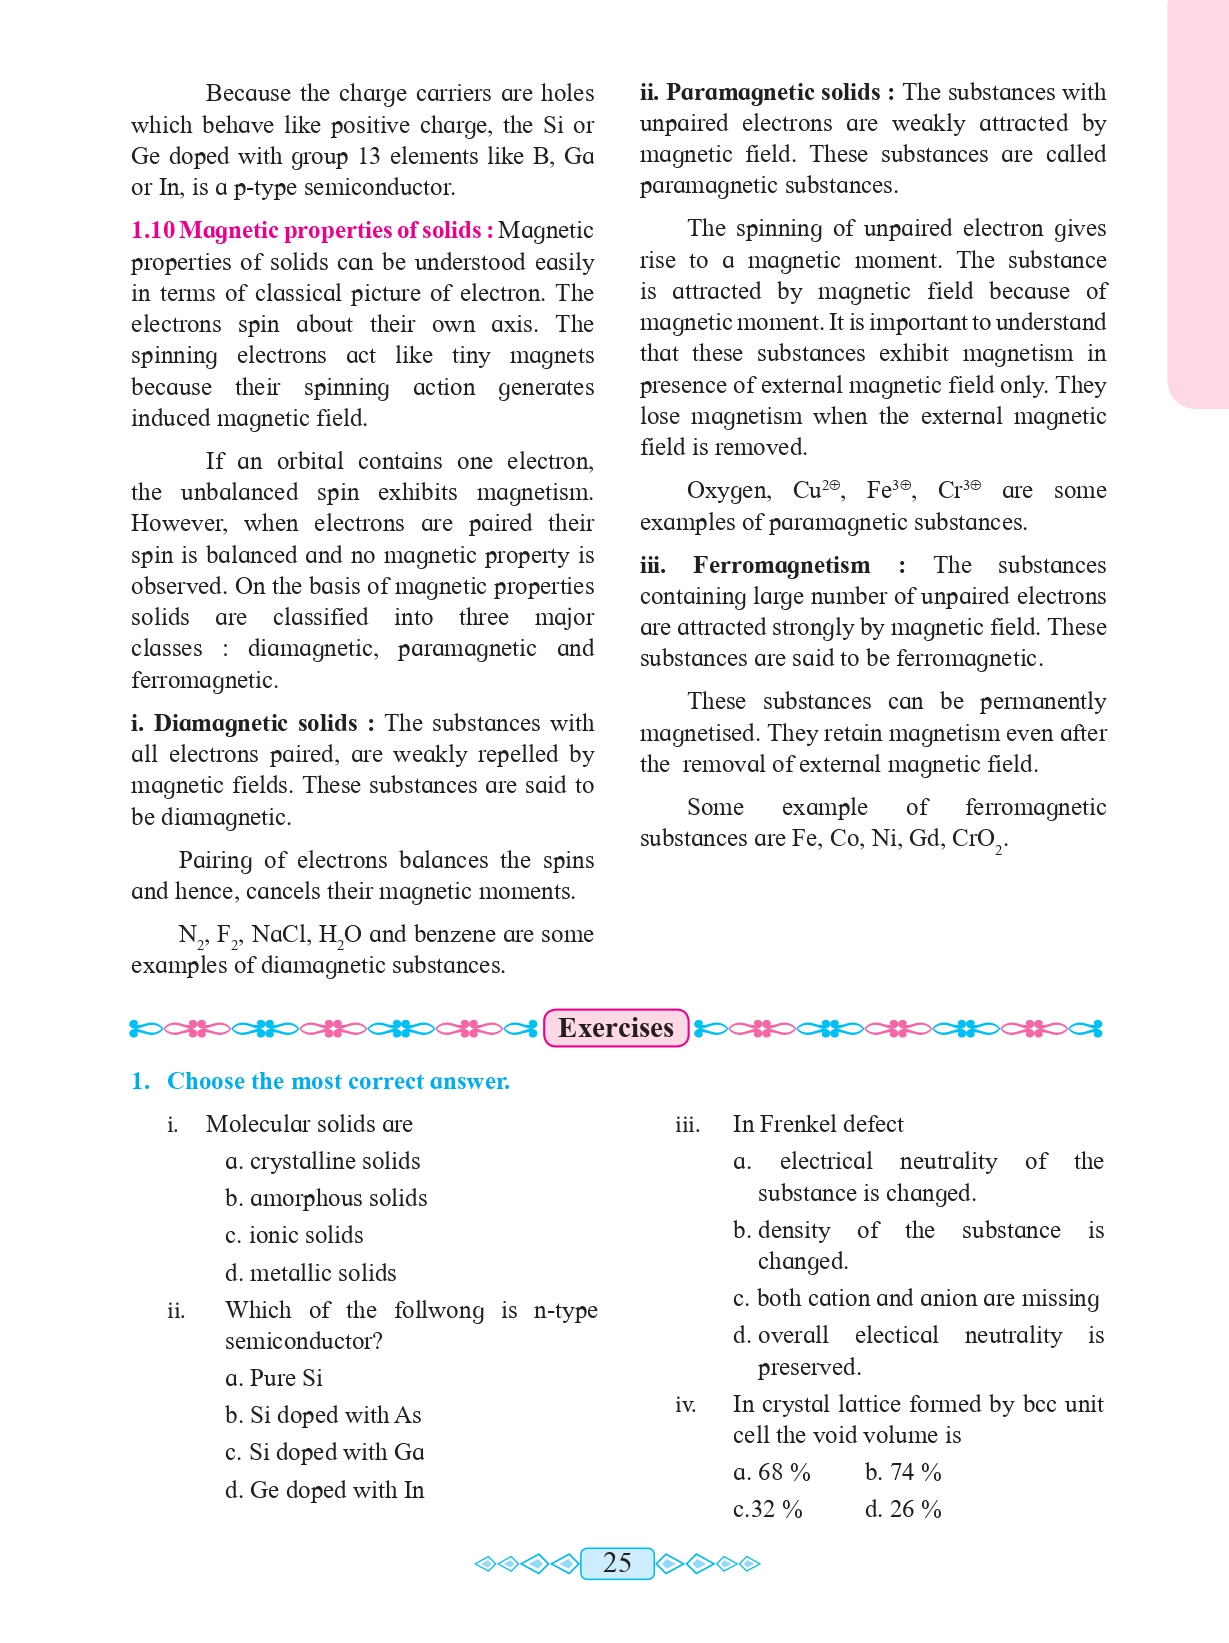 Because the charge carriers are holes
which behave like positive charge, the Si or
Ge doped with group 13 elements like B, Ga
or In, is a p-type semiconductor.
1.10 Magnetic properties of solids : Magnetic
properties of solids can be understood easily
in terms of classical picture of electron. The
electrons spin about their own axis. The
spinning electrons act like tiny magnets
because their spinning action generates
induced magnetic field.
If an orbital contains one electron,
the unbalanced spin exhibits magnetism.
However, when electrons are paired their
spin is balanced and no magnetic property is
observed. On the basis of magnetic properties
solids are classified into three major
classes : diamagnetic, paramagnetic and
ferromagnetic.
i. Diamagnetic solids : The substances with
all electrons paired, are weakly repelled by
magnetic fields. These substances are said to
be diamagnetic.
Pairing of electrons balances the spins
and hence, cancels their magnetic moments.
N₂, F₂, NaCl, H₂O and benzene are some
examples of diamagnetic substances.
ii. Paramagnetic solids : The substances with
unpaired electrons are weakly attracted by
magnetic field. These substances are called
paramagnetic substances.
The spinning of unpaired electron gives
rise to a magnetic moment. The substance
is attracted by magnetic field because of
magnetic moment. It is important to understand
that these substances exhibit magnetism in
presence of external magnetic field only. They
lose magnetism when the external magnetic
field is removed.
Oxygen, Cu²⊕, Fe³⊕, Cr³⊕ are some
examples of paramagnetic substances.
iii. Ferromagnetism : The substances
containing large number of unpaired electrons
are attracted strongly by magnetic field. These
substances are said to be ferromagnetic.
These substances can be permanently
magnetised. They retain magnetism even after
the removal of external magnetic field.
Some example of ferromagnetic
substances are Fe, Co, Ni, Gd, CrO₂.
Exercises
1. Choose the most correct answer.
i. Molecular solids are
a. crystalline solids
b. amorphous solids
c. ionic solids
d. metallic solids
ii. Which of the follwong is n-type
semiconductor?
a. Pure Si
b. Si doped with As
c. Si doped with Ga
d. Ge doped with In
iii. In Frenkel defect
a. electrical neutrality of the
substance is changed.
b. density of the substance is
changed.
c. both cation and anion are missing
d. overall electical neutrality is
preserved.
iv. In crystal lattice formed by bcc unit
cell the void volume is
a. 68 % b. 74 %
c.32 % d. 26 %
25